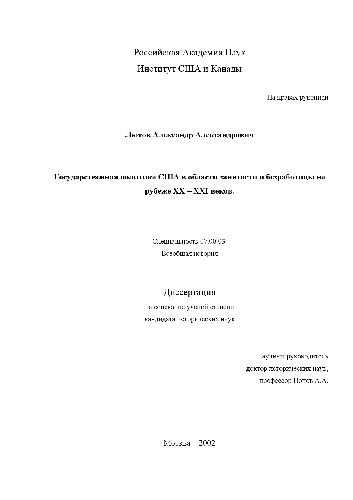 Российская Академия Наук
Институт США и Канады
На правах рукописи
Александр Александрович
Государственная политика США в области занятости и безработицы на
рубеже XX – XXI веков.
Специальность 07.00.03
Всеобщая история
Диссертация
на соискание ученой степени
кандидата исторических наук
Научный руководитель
доктор исторических наук,
профессор Попов А.А.
Москва – 2002